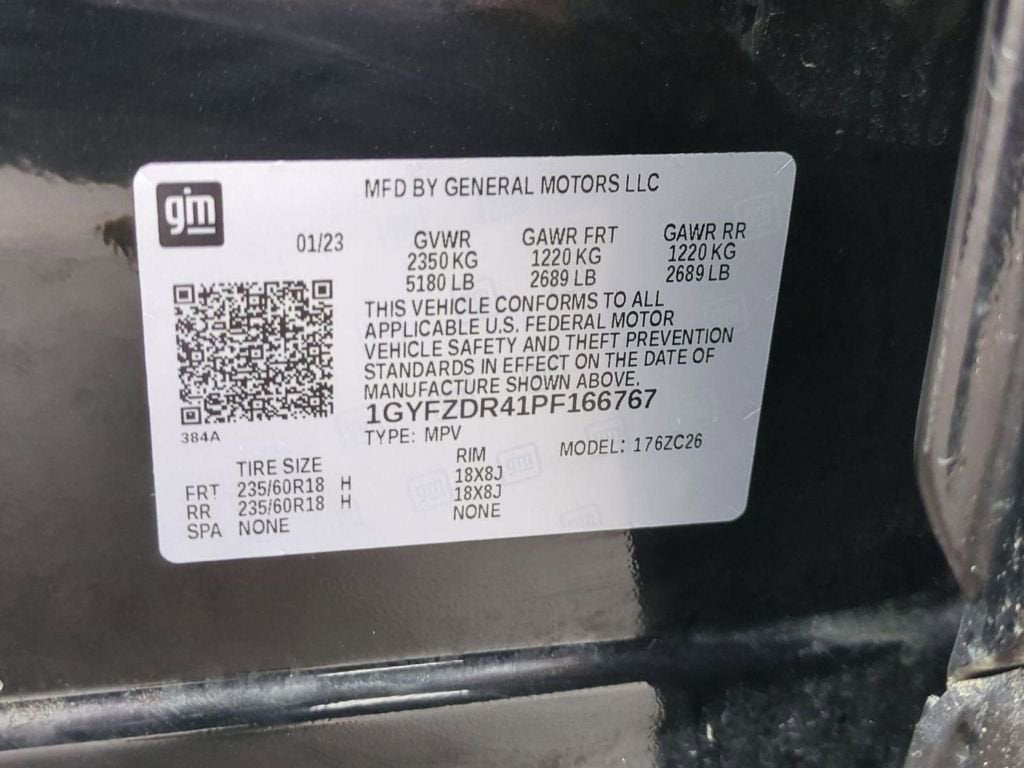 gm
MFD BY GENERAL MOTORS LLC
01/23
GVWR GAWR FRT GAWR RR
2350 KG 1220 KG 1220 KG
5180 LB 2689 LB 2689 LB
THIS VEHICLE CONFORMS TO ALL
APPLICABLE U.S. FEDERAL MOTOR
VEHICLE SAFETY AND THEFT PREVENTION
STANDARDS IN EFFECT ON THE DATE OF
MANUFACTURE SHOWN ABOVE.
1GYFZDR41PF166767
384A
TYPE: MPV
MODEL: 176ZC26
TIRE SIZE RIM
FRT 235/60R18 H 18X8J
RR 235/60R18 H 18X8J
SPA NONE NONE